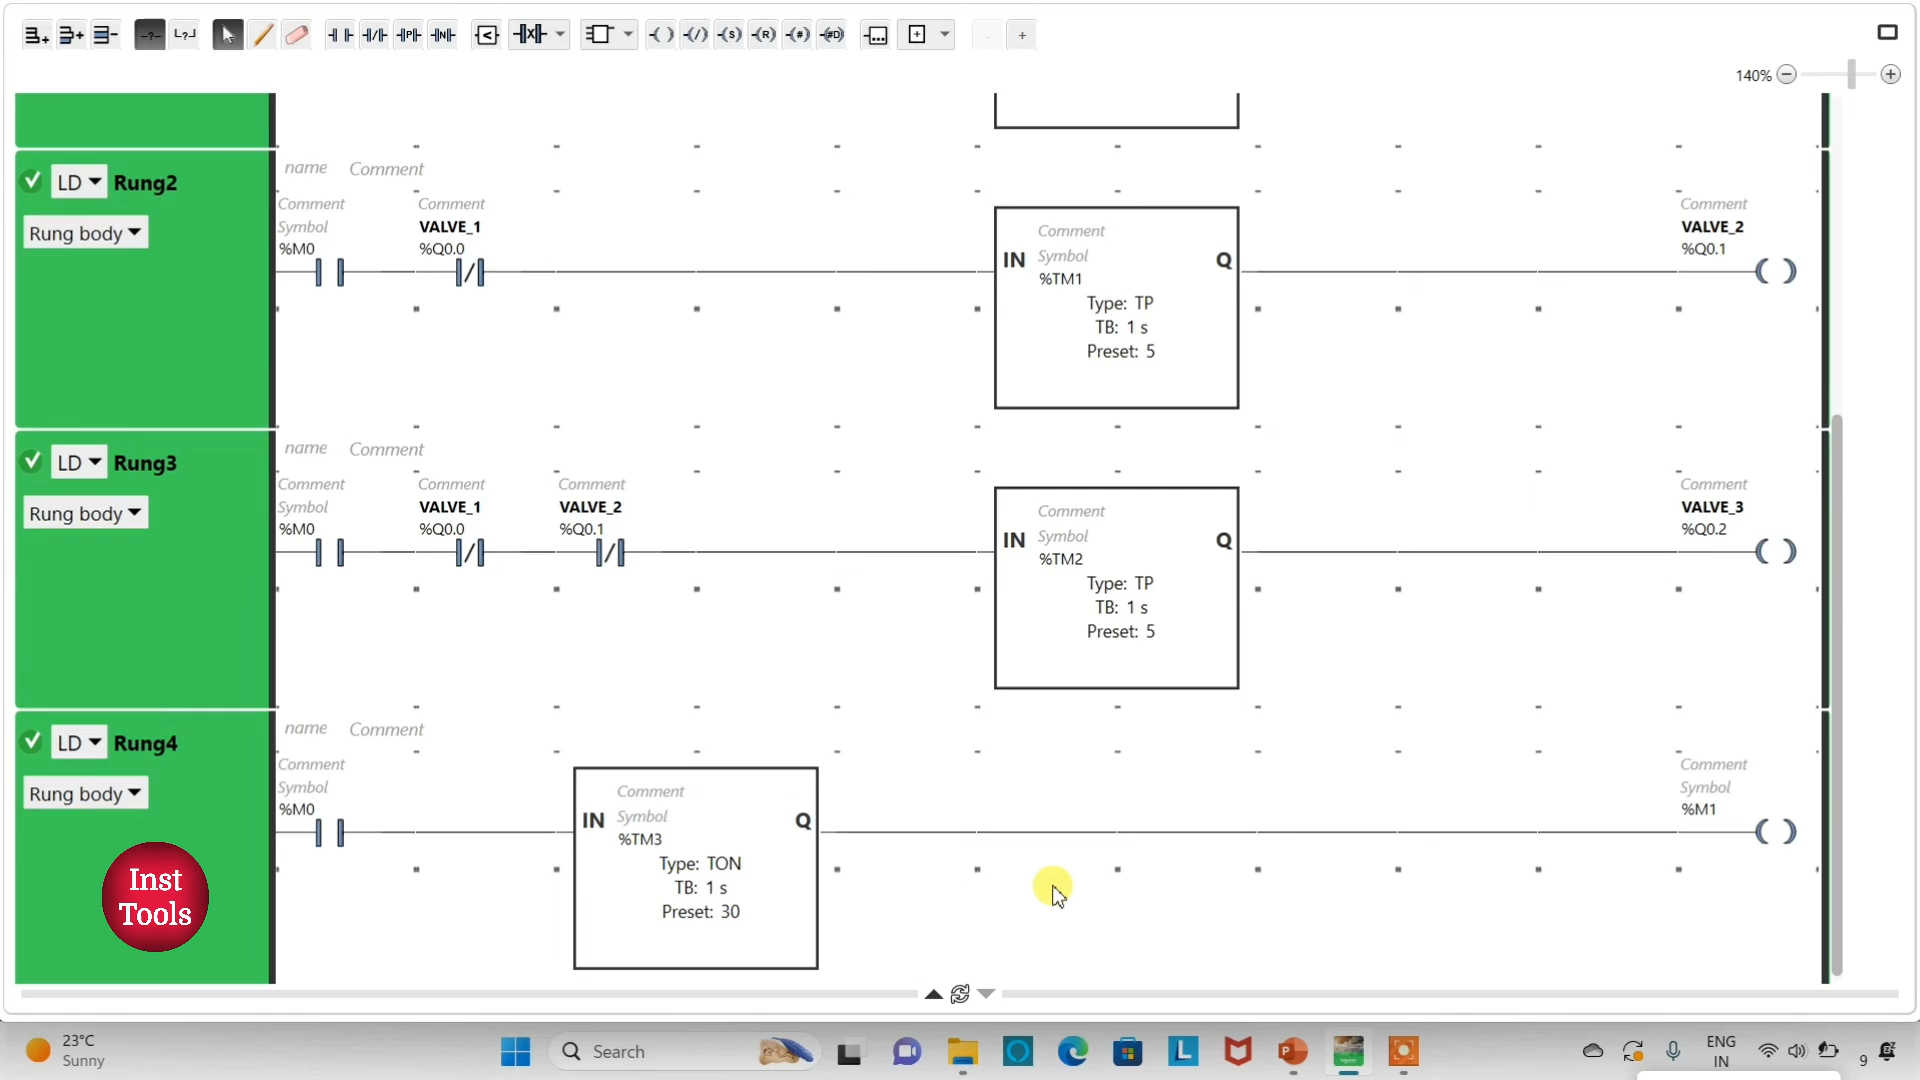 140%
LD Rung2
name Comment
Rung body
Comment
Symbol
%M0
Comment
VALVE_1
%Q0.0
Comment
Symbol
IN Q
%TM1
Type: TP
TB: 1 s
Preset: 5
Comment
VALVE_2
%Q0.1
LD Rung3
name Comment
Rung body
Comment
Symbol
%M0
Comment
VALVE_1
%Q0.0
Comment
VALVE_2
%Q0.1
Comment
Symbol
IN Q
%TM2
Type: TP
TB: 1 s
Preset: 5
Comment
VALVE_3
%Q0.2
LD Rung4
name Comment
Rung body
Comment
Symbol
%M0
Comment
Symbol
IN Q
%TM3
Type: TON
TB: 1 s
Preset: 30
Comment
Symbol
%M1
Inst
Tools
23°C
Sunny
Search
ENG
IN
9